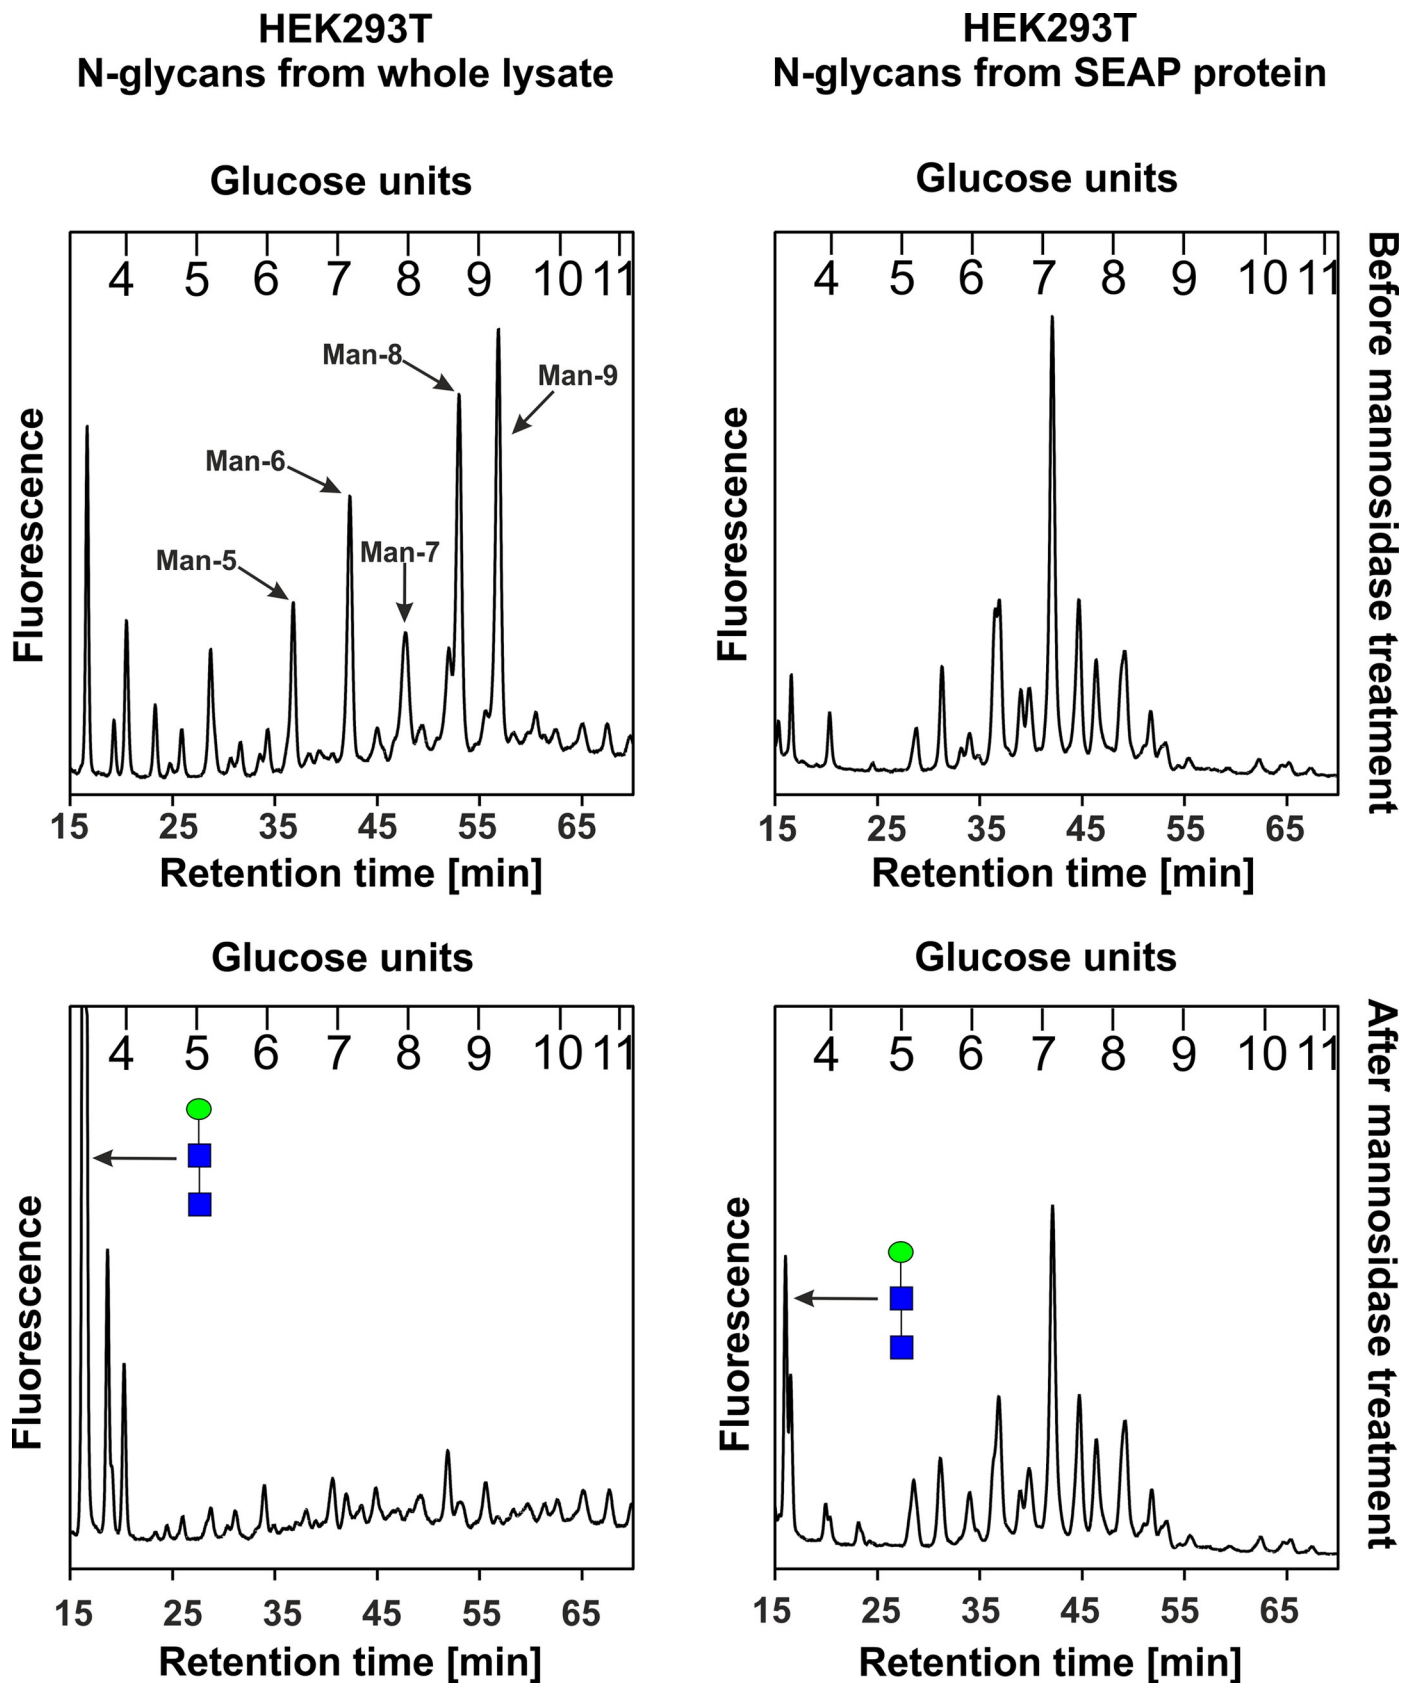 HEK293T
N-glycans from whole lysate
HEK293T
N-glycans from SEAP protein
Glucose units
4 5 6 7 8 9 10 11
Man-8
Man-9
Man-6
Man-7
Man-5
Fluorescence
15 25 35 45 55 65
Retention time [min]
Glucose units
4 5 6 7 8 9 10 11
Fluorescence
15 25 35 45 55 65
Retention time [min]
Before mannosidase treatment
Glucose units
4 5 6 7 8 9 10 11
Fluorescence
15 25 35 45 55 65
Retention time [min]
Glucose units
4 5 6 7 8 9 10 11
Fluorescence
15 25 35 45 55 65
Retention time [min]
After mannosidase treatment